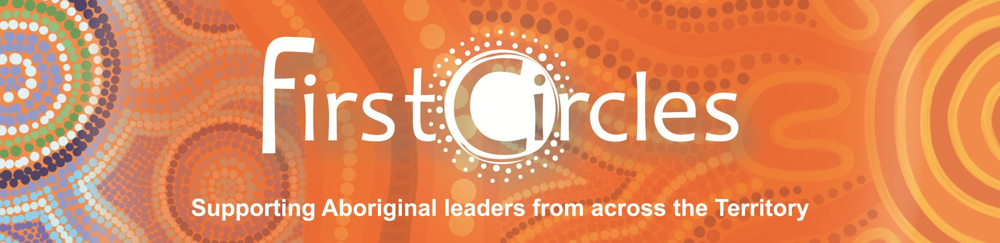 firstCircles
Supporting Aboriginal leaders from across the Territory